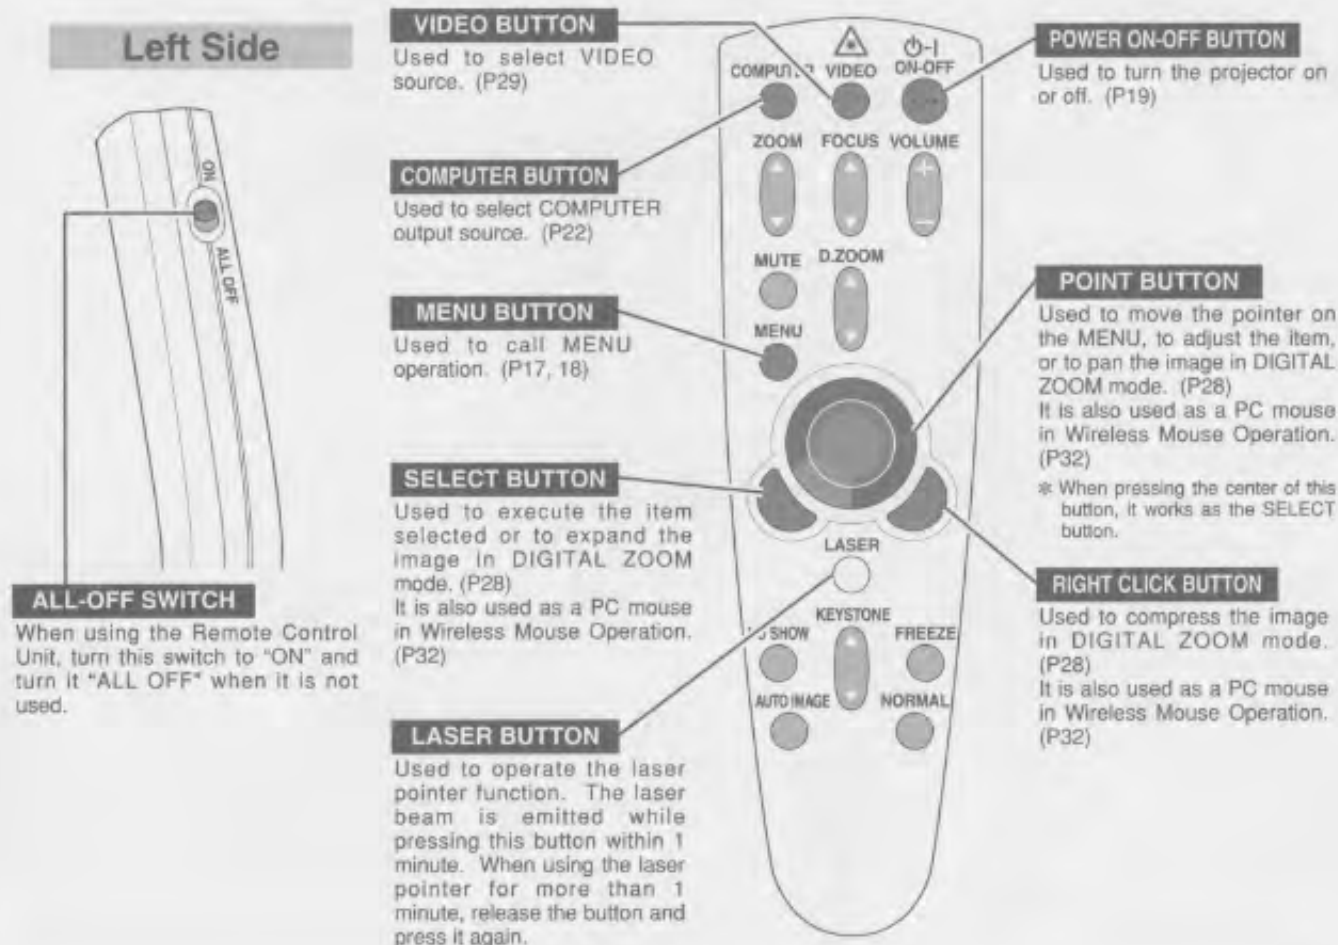 Left Side
ON
ALL OFF
ALL-OFF SWITCH
When using the Remote Control
Unit, turn this switch to “ON” and
turn it “ALL OFF” when it is not
used.
VIDEO BUTTON
Used to select VIDEO
source. (P29)
COMPUTER BUTTON
Used to select COMPUTER
output source. (P22)
MENU BUTTON
Used to call MENU
operation. (P17, 18)
SELECT BUTTON
Used to execute the item
selected or to expand the
image in DIGITAL ZOOM
mode. (P28)
It is also used as a PC mouse
in Wireless Mouse Operation.
(P32)
LASER BUTTON
Used to operate the laser
pointer function. The laser
beam is emitted while
pressing this button within 1
minute. When using the laser
pointer for more than 1
minute, release the button and
press it again.
VIDEO
ON-OFF
ZOOM FOCUS VOLUME
MUTE D.ZOOM
MENU
LASER
KEYSTONE
SHOW FREEZE
AUTO IMAGE NORMAL
POWER ON-OFF BUTTON
Used to turn the projector on
or off. (P19)
POINT BUTTON
Used to move the pointer on
the MENU, to adjust the item,
or to pan the image in DIGITAL
ZOOM mode. (P28)
It is also used as a PC mouse
in Wireless Mouse Operation.
(P32)
✻ When pressing the center of this
button, it works as the SELECT
button.
RIGHT CLICK BUTTON
Used to compress the image
in DIGITAL ZOOM mode.
(P28)
It is also used as a PC mouse
in Wireless Mouse Operation.
(P32)